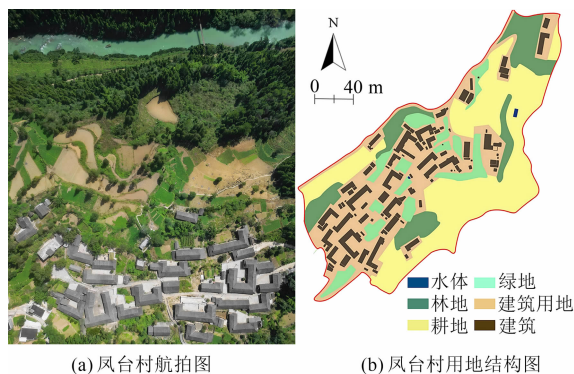 N
0 40 m
水体 绿地
林地 建筑用地
耕地 建筑
(a) 凤台村航拍图 (b) 凤台村用地结构图